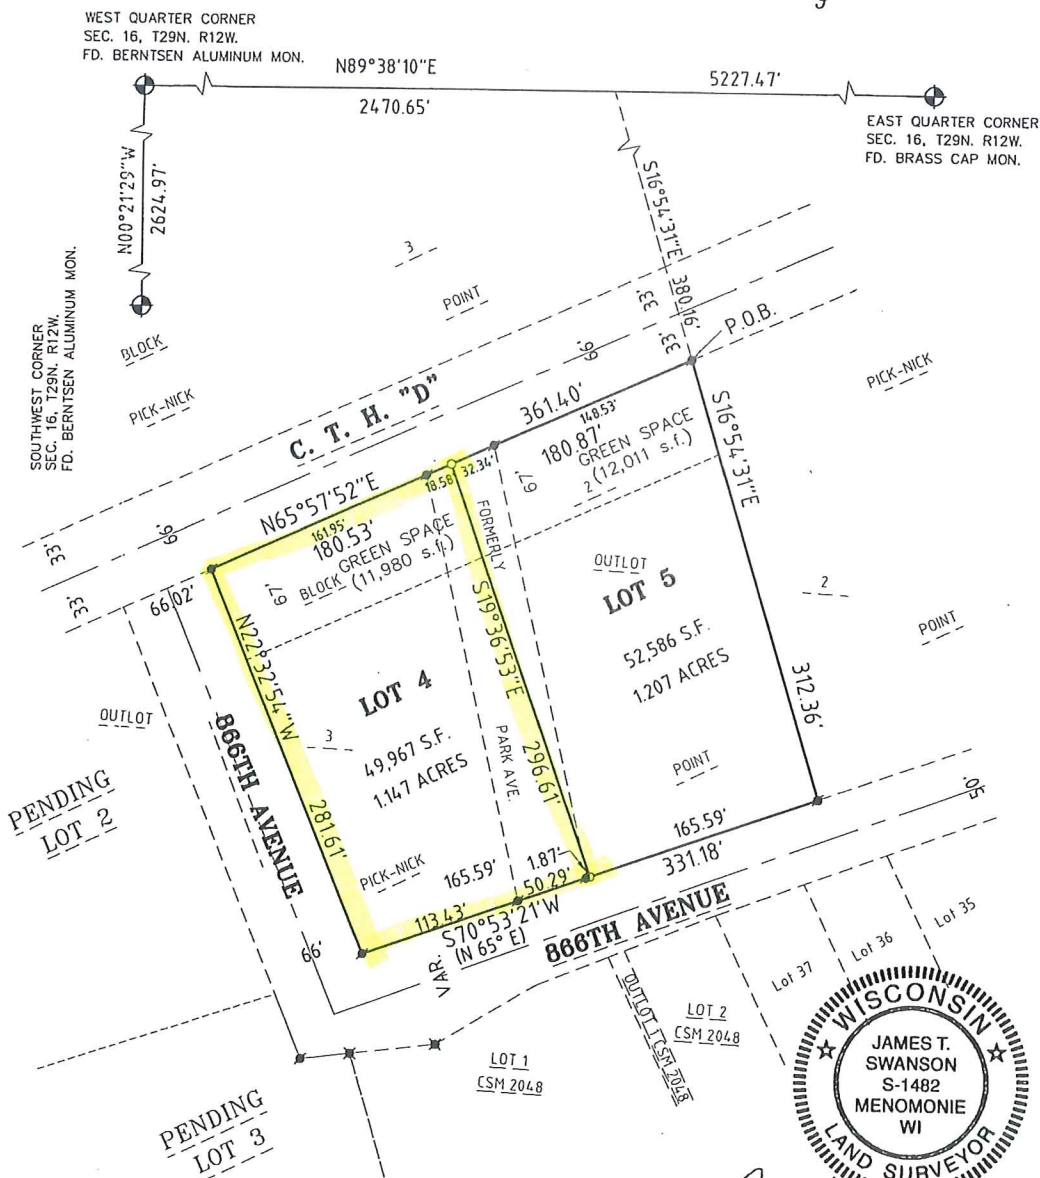 WEST QUARTER CORNER
SEC. 16, T29N. R12W.
FD. BERNTSEN ALUMINUM MON.
N89°38'10"E
5227.47'
2470.65'
EAST QUARTER CORNER
SEC. 16, T29N. R12W.
FD. BRASS CAP MON.
N00°21'29"W
2624.97'
SOUTHWEST CORNER
SEC. 16, T29N. R12W.
FD. BERNTSEN ALUMINUM MON.
S16°54'31"E 380.16'
3
POINT
BLOCK
PICK-NICK
33'
33'
66'
P.O.B.
PICK-NICK
C. T. H. "D"
361.40'
148.53'
180.87'
GREEN SPACE
2 (12,011 s.f.)
67'
S16°54'31"E
N65°57'52"E
18.58'
32.34'
161.95'
180.53'
GREEN SPACE
BLOCK (11,980 s.f.)
67'
FORMERLY
33'
66'
33'
66.02'
OUTLOT
LOT 5
52,586 S.F.
1.207 ACRES
2
POINT
S19°36'53"E
296.61'
N22°32'54"W
281.61'
LOT 4
49,967 S.F.
1.147 ACRES
3
PARK AVE.
POINT
312.36'
OUTLOT
866TH AVENUE
PENDING
LOT 2
PICK-NICK
165.59'
1.87'
50.29'
113.43'
S70°53'21"W
(N 65° E)
VAR.
165.59'
331.18'
50'
866TH AVENUE
66'
Lot 35
Lot 36
Lot 37
OUTLOT 1 CSM 2048
LOT 2
CSM 2048
LOT 1
CSM 2048
PENDING
LOT 3
WISCONSIN
JAMES T.
SWANSON
S-1482
MENOMONIE
WI
LAND SURVEYOR